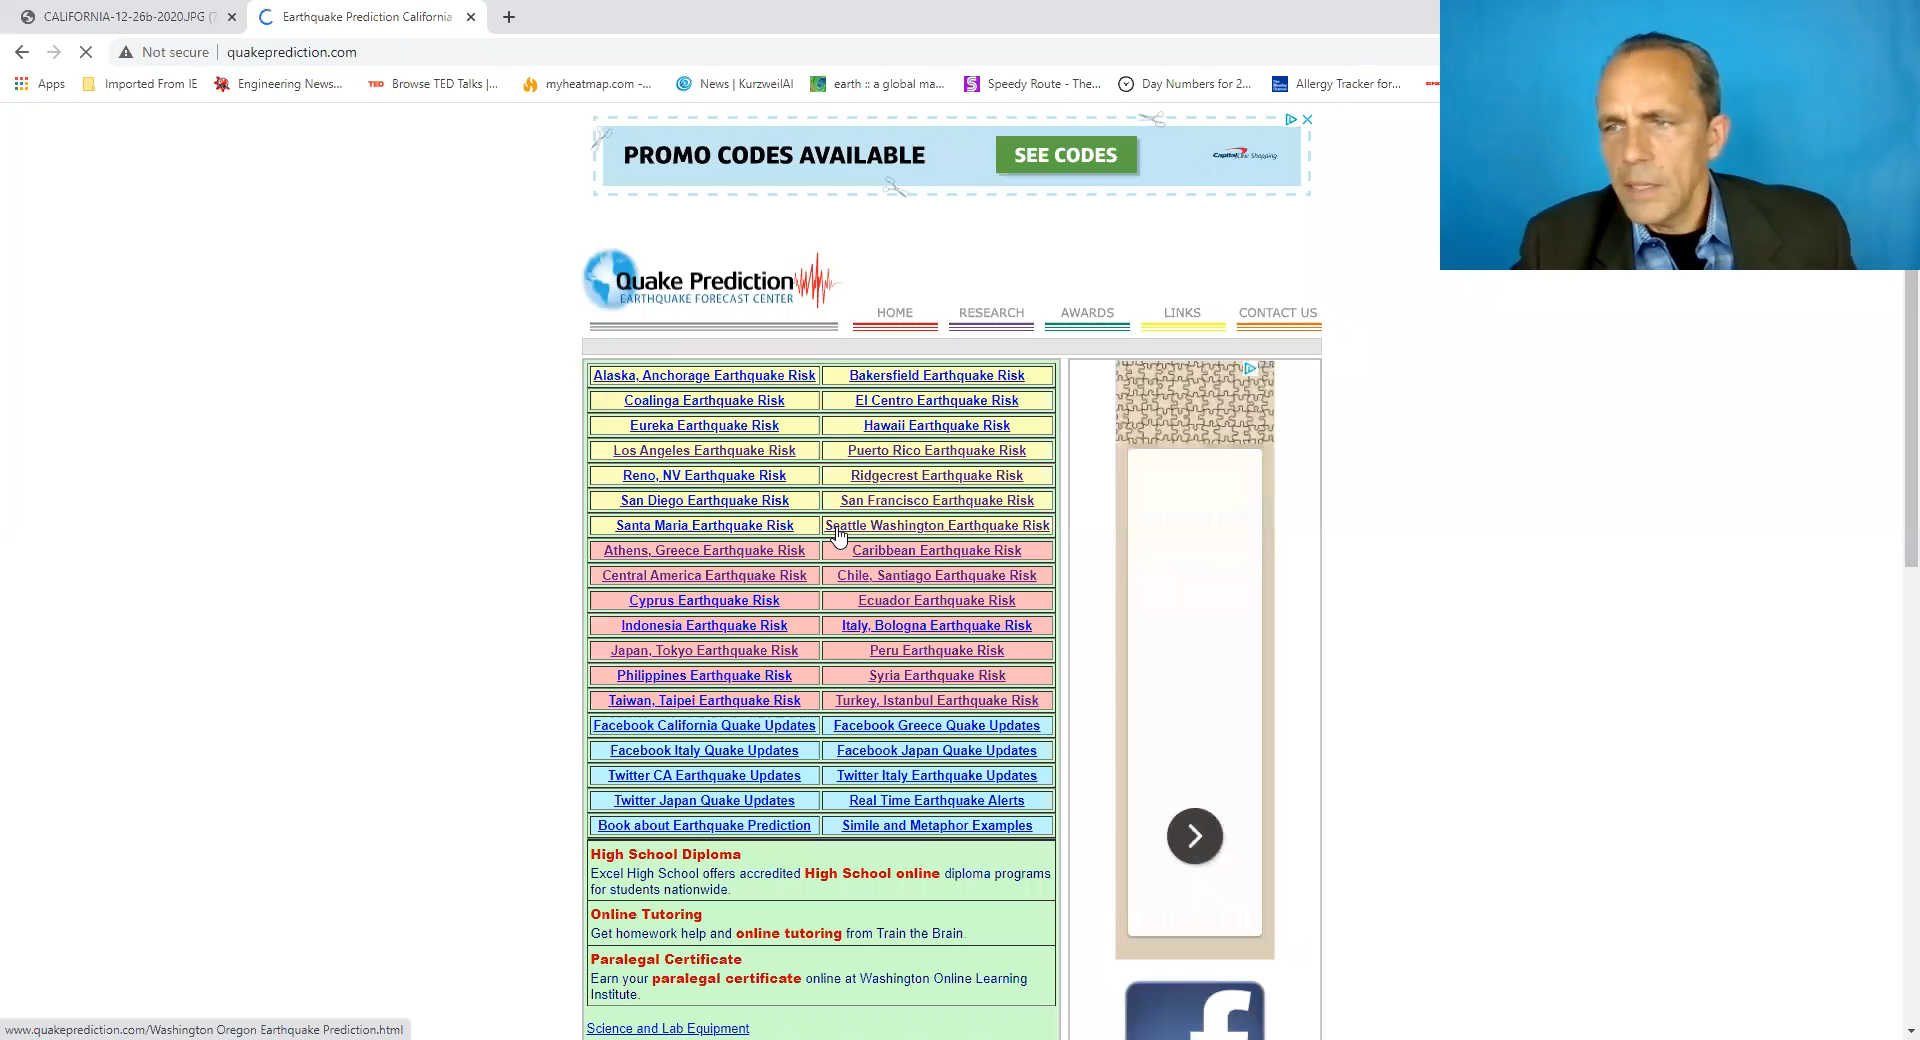 CALIFORNIA-12-26b-2020.JPG (7
Earthquake Prediction California
Not secure
quakeprediction.com
Apps
Imported From IE
Engineering News...
TED
Browse TED Talks |...
myheatmap.com -...
News | KurzweilAI
earth :: a global ma...
Speedy Route - The...
Day Numbers for 2...
Allergy Tracker for...
PROMO CODES AVAILABLE
SEE CODES
Capital One Shopping
Quake Prediction
EARTHQUAKE FORECAST CENTER
HOME
RESEARCH
AWARDS
LINKS
CONTACT US
Alaska, Anchorage Earthquake Risk
Bakersfield Earthquake Risk
Coalinga Earthquake Risk
El Centro Earthquake Risk
Eureka Earthquake Risk
Hawaii Earthquake Risk
Los Angeles Earthquake Risk
Puerto Rico Earthquake Risk
Reno, NV Earthquake Risk
Ridgecrest Earthquake Risk
San Diego Earthquake Risk
San Francisco Earthquake Risk
Santa Maria Earthquake Risk
Seattle Washington Earthquake Risk
Athens, Greece Earthquake Risk
Caribbean Earthquake Risk
Central America Earthquake Risk
Chile, Santiago Earthquake Risk
Cyprus Earthquake Risk
Ecuador Earthquake Risk
Indonesia Earthquake Risk
Italy, Bologna Earthquake Risk
Japan, Tokyo Earthquake Risk
Peru Earthquake Risk
Philippines Earthquake Risk
Syria Earthquake Risk
Taiwan, Taipei Earthquake Risk
Turkey, Istanbul Earthquake Risk
Facebook California Quake Updates
Facebook Greece Quake Updates
Facebook Italy Quake Updates
Facebook Japan Quake Updates
Twitter CA Earthquake Updates
Twitter Italy Earthquake Updates
Twitter Japan Quake Updates
Real Time Earthquake Alerts
Book about Earthquake Prediction
Simile and Metaphor Examples
High School Diploma
Excel High School offers accredited High School online diploma programs
for students nationwide.
Online Tutoring
Get homework help and online tutoring from Train the Brain.
Paralegal Certificate
Earn your paralegal certificate online at Washington Online Learning
Institute.
Science and Lab Equipment
www.quakeprediction.com/Washington Oregon Earthquake Prediction.html